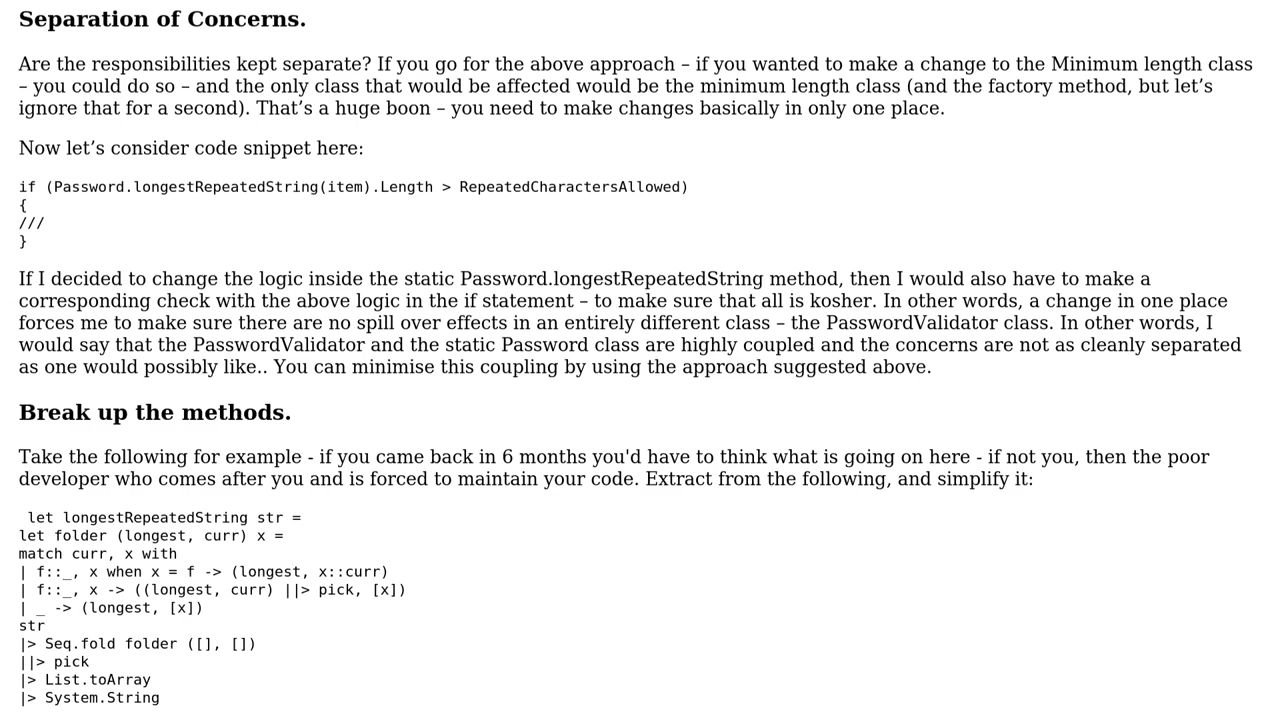 Separation of Concerns.
Are the responsibilities kept separate? If you go for the above approach – if you wanted to make a change to the Minimum length class
– you could do so – and the only class that would be affected would be the minimum length class (and the factory method, but let’s
ignore that for a second). That’s a huge boon – you need to make changes basically in only one place.
Now let’s consider code snippet here:
if (Password.longestRepeatedString(item).Length > RepeatedCharactersAllowed)
{
///
}
If I decided to change the logic inside the static Password.longestRepeatedString method, then I would also have to make a
corresponding check with the above logic in the if statement – to make sure that all is kosher. In other words, a change in one place
forces me to make sure there are no spill over effects in an entirely different class – the PasswordValidator class. In other words, I
would say that the PasswordValidator and the static Password class are highly coupled and the concerns are not as cleanly separated
as one would possibly like.. You can minimise this coupling by using the approach suggested above.
Break up the methods.
Take the following for example - if you came back in 6 months you'd have to think what is going on here - if not you, then the poor
developer who comes after you and is forced to maintain your code. Extract from the following, and simplify it:
let longestRepeatedString str =
let folder (longest, curr) x =
match curr, x with
| f::_, x when x = f -> (longest, x::curr)
| f::_, x -> ((longest, curr) ||> pick, [x])
| _ -> (longest, [x])
str
|> Seq.fold folder ([], [])
||> pick
|> List.toArray
|> System.String